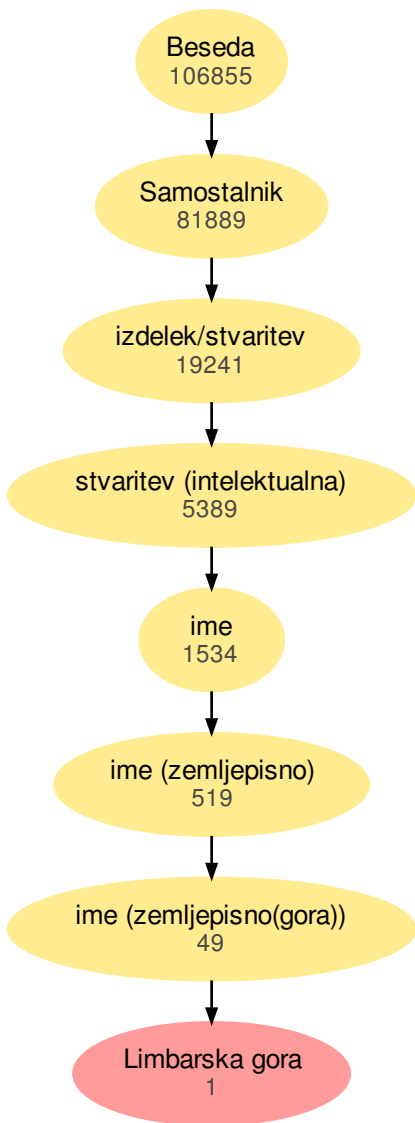 Beseda
106855
Samostalnik
81889
izdelek/stvaritev
19241
stvaritev (intelektualna)
5389
ime
1534
ime (zemljepisno)
519
ime (zemljepisno(gora))
49
Limbarska gora
1